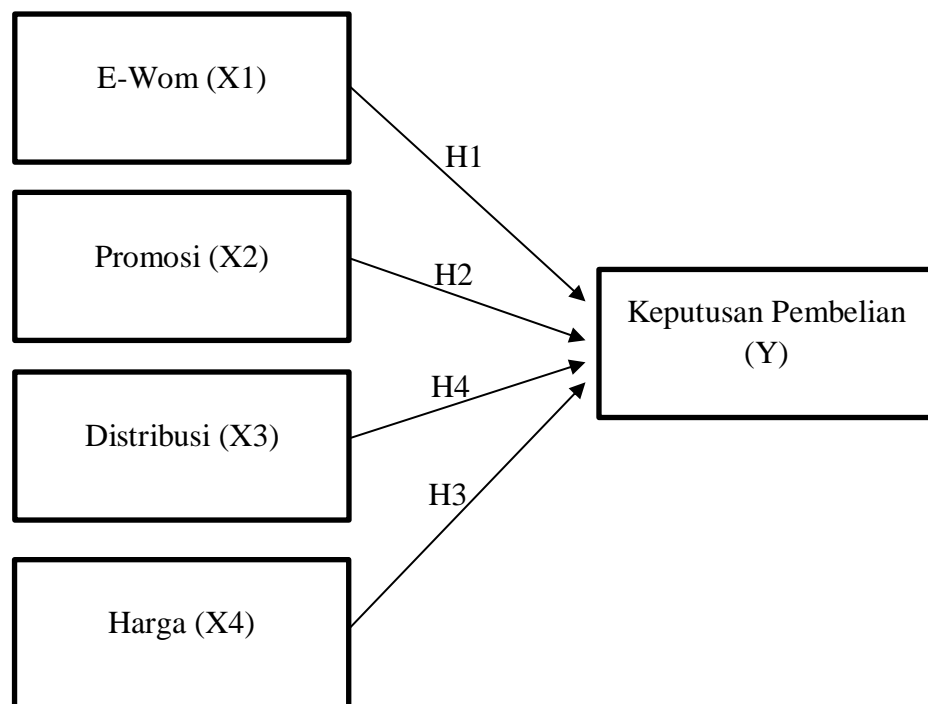 E-Wom (X1)
H1
Promosi (X2)
H2
Keputusan Pembelian
(Y)
Distribusi (X3)
H4
H3
Harga (X4)